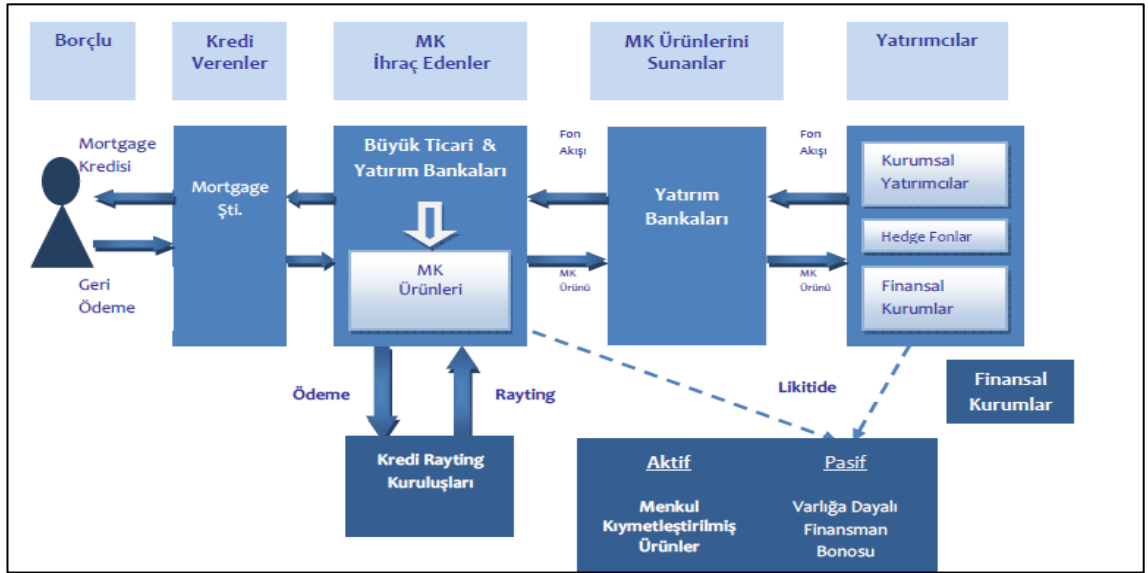 Borçlu
Kredi
Verenler
MK
İhraç Edenler
MK Ürünlerini
Sunanlar
Yatırımcılar
Mortgage
Kredisi
Geri
Ödeme
Mortgage
Şti.
Büyük Ticari &
Yatırım Bankaları
MK
Ürünleri
Fon
Akışı
MK
Ürünü
Yatırım
Bankaları
Fon
Akışı
MK
Ürünü
Kurumsal
Yatırımcılar
Hedge Fonlar
Finansal
Kurumlar
Ödeme
Rayting
Likitide
Finansal
Kurumlar
Kredi Rayting
Kuruluşları
Aktif
Menkul
Kıymetleştirilmiş
Ürünler
Pasif
Varlığa Dayalı
Finansman
Bonosu